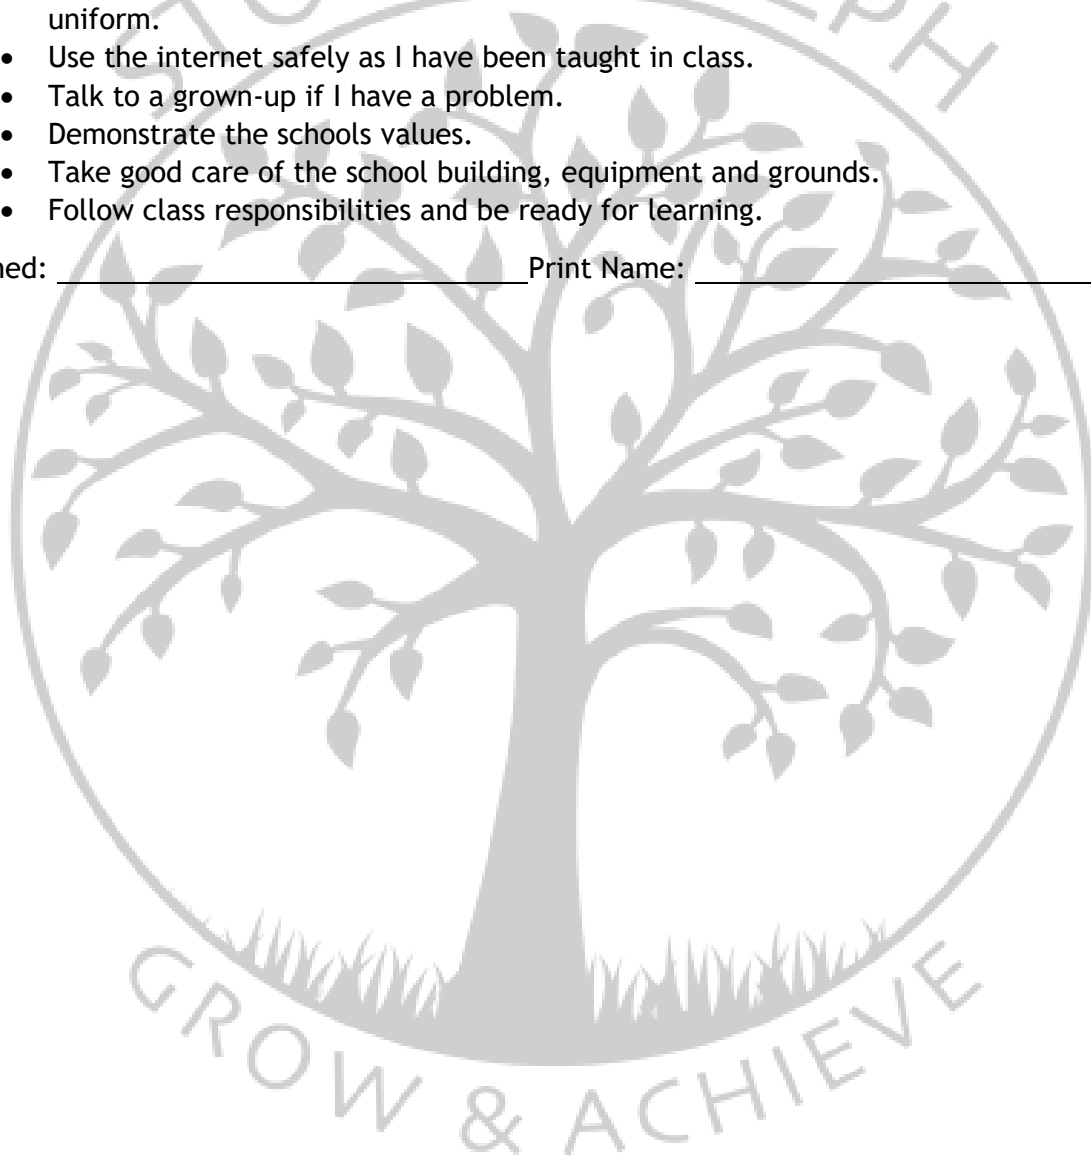 uniform.
• Use the internet safely as I have been taught in class.
• Talk to a grown-up if I have a problem.
• Demonstrate the schools values.
• Take good care of the school building, equipment and grounds.
• Follow class responsibilities and be ready for learning.
ned: Print Name:
GROW & ACHIEVE